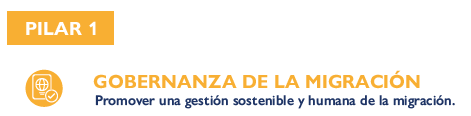 PILAR 1
GOBERNANZA DE LA MIGRACIÓN
Promover una gestión sostenible y humana de la migración.